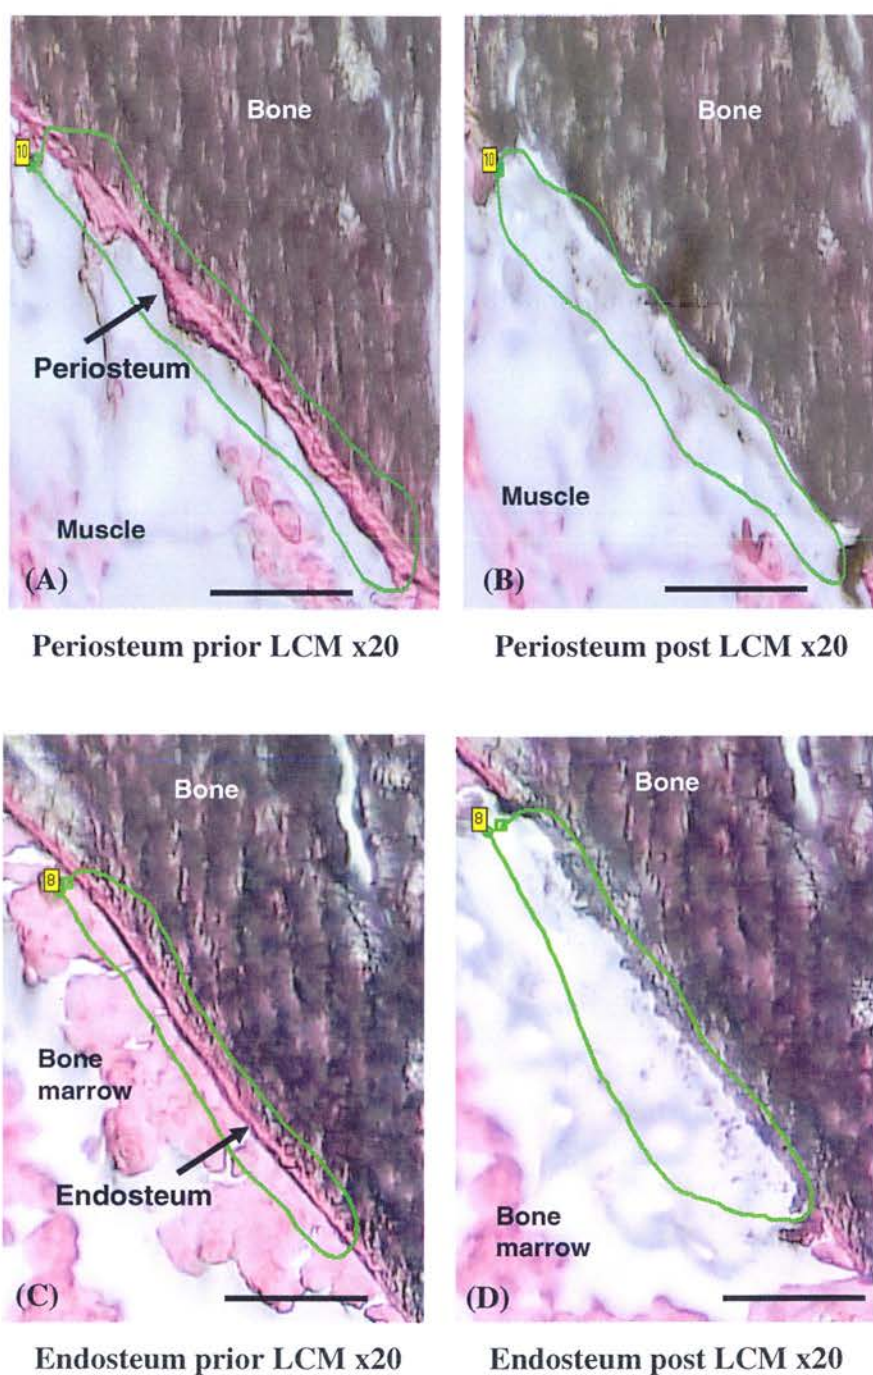 Bone
10
Periosteum
Muscle
(A)
Bone
10
Muscle
(B)
Periosteum prior LCM x20
Periosteum post LCM x20
Bone
8
Bone
marrow
Endosteum
(C)
Bone
8
Bone
marrow
(D)
Endosteum prior LCM x20
Endosteum post LCM x20